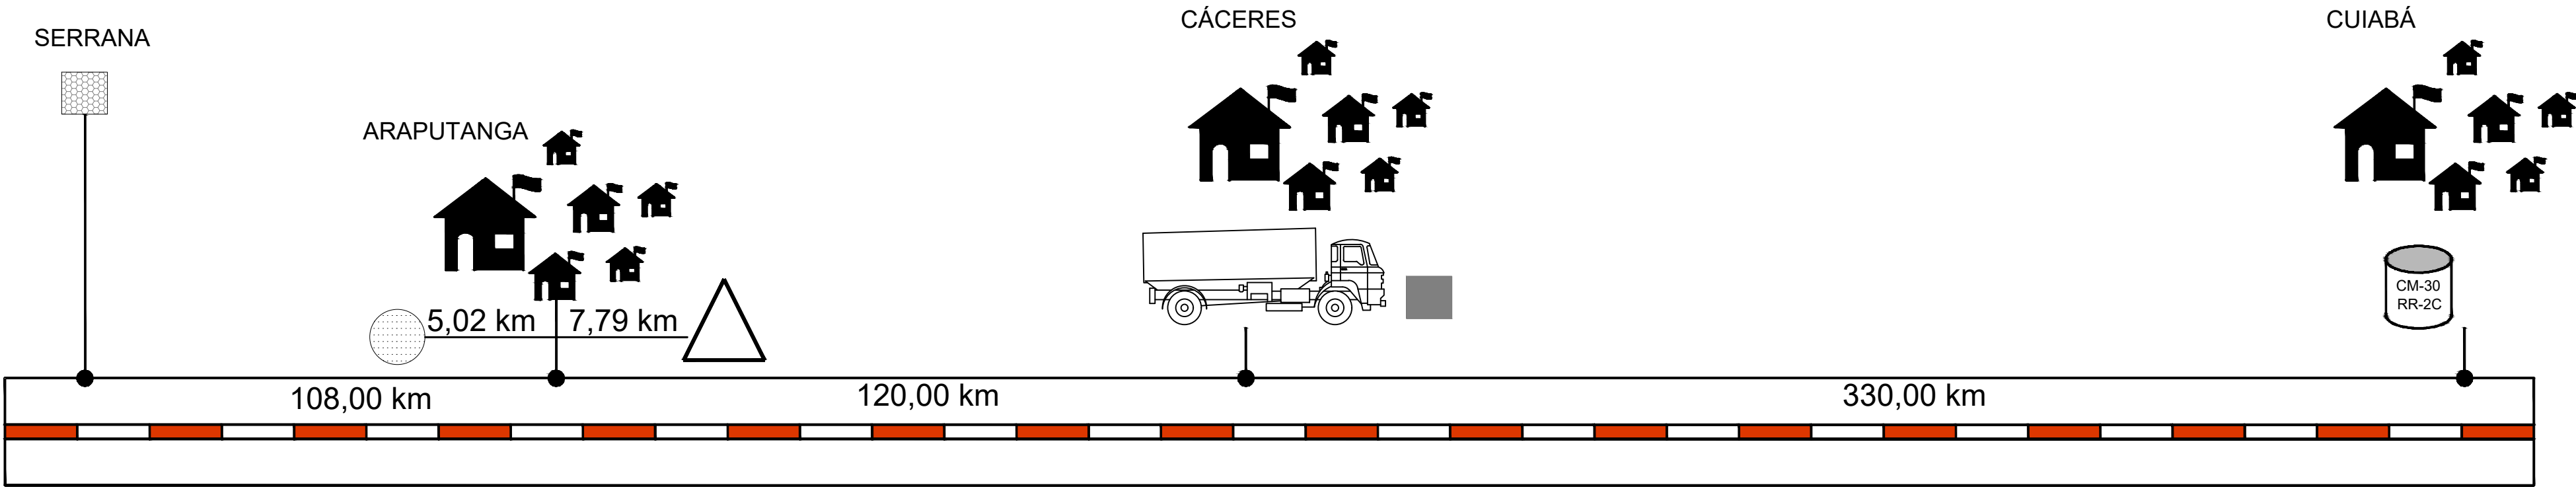 SERRANA
ARAPUTANGA
CÁCERES
CUIABÁ
5,02 km
7,79 km
CM-30
RR-2C
108,00 km
120,00 km
330,00 km